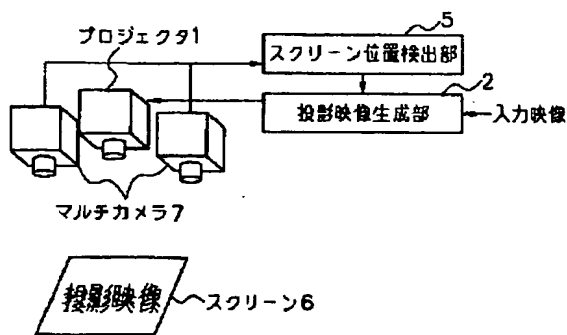 プロジェクタ1
5
スクリーン位置検出部
2
投影映像生成部
入力映像
マルチカメラ7
投影映像
スクリーン6